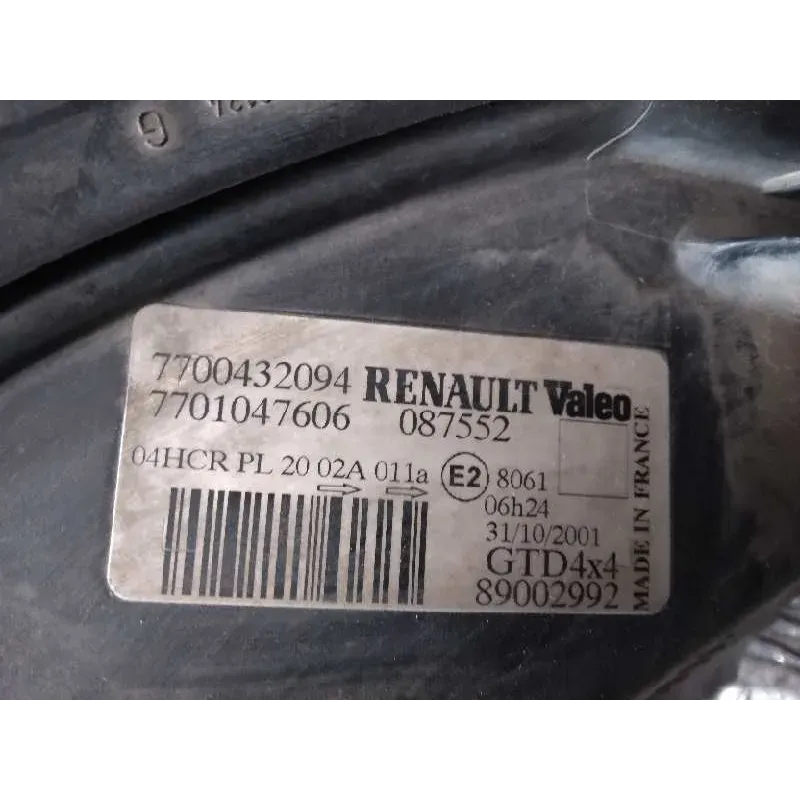 G
7700432094 RENAULT Valeo
7701047606 087552
04HCR PL 20 02A 011a E2 8061
06h24
31/10/2001
GTD4x4
89002992
MADE IN FRANCE